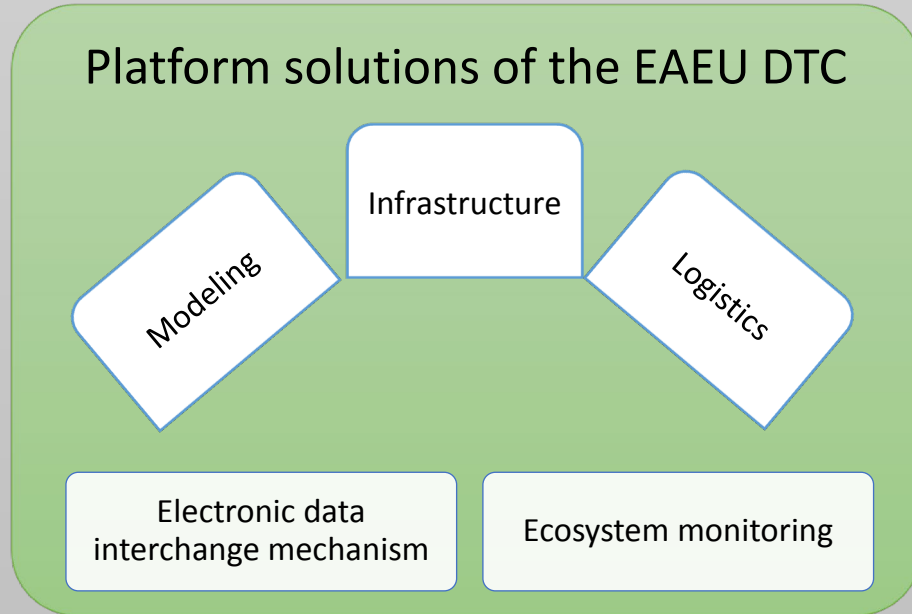 Platform solutions of the EAEU DTC
Modeling
Infrastructure
Logistics
Electronic data
interchange mechanism
Ecosystem monitoring